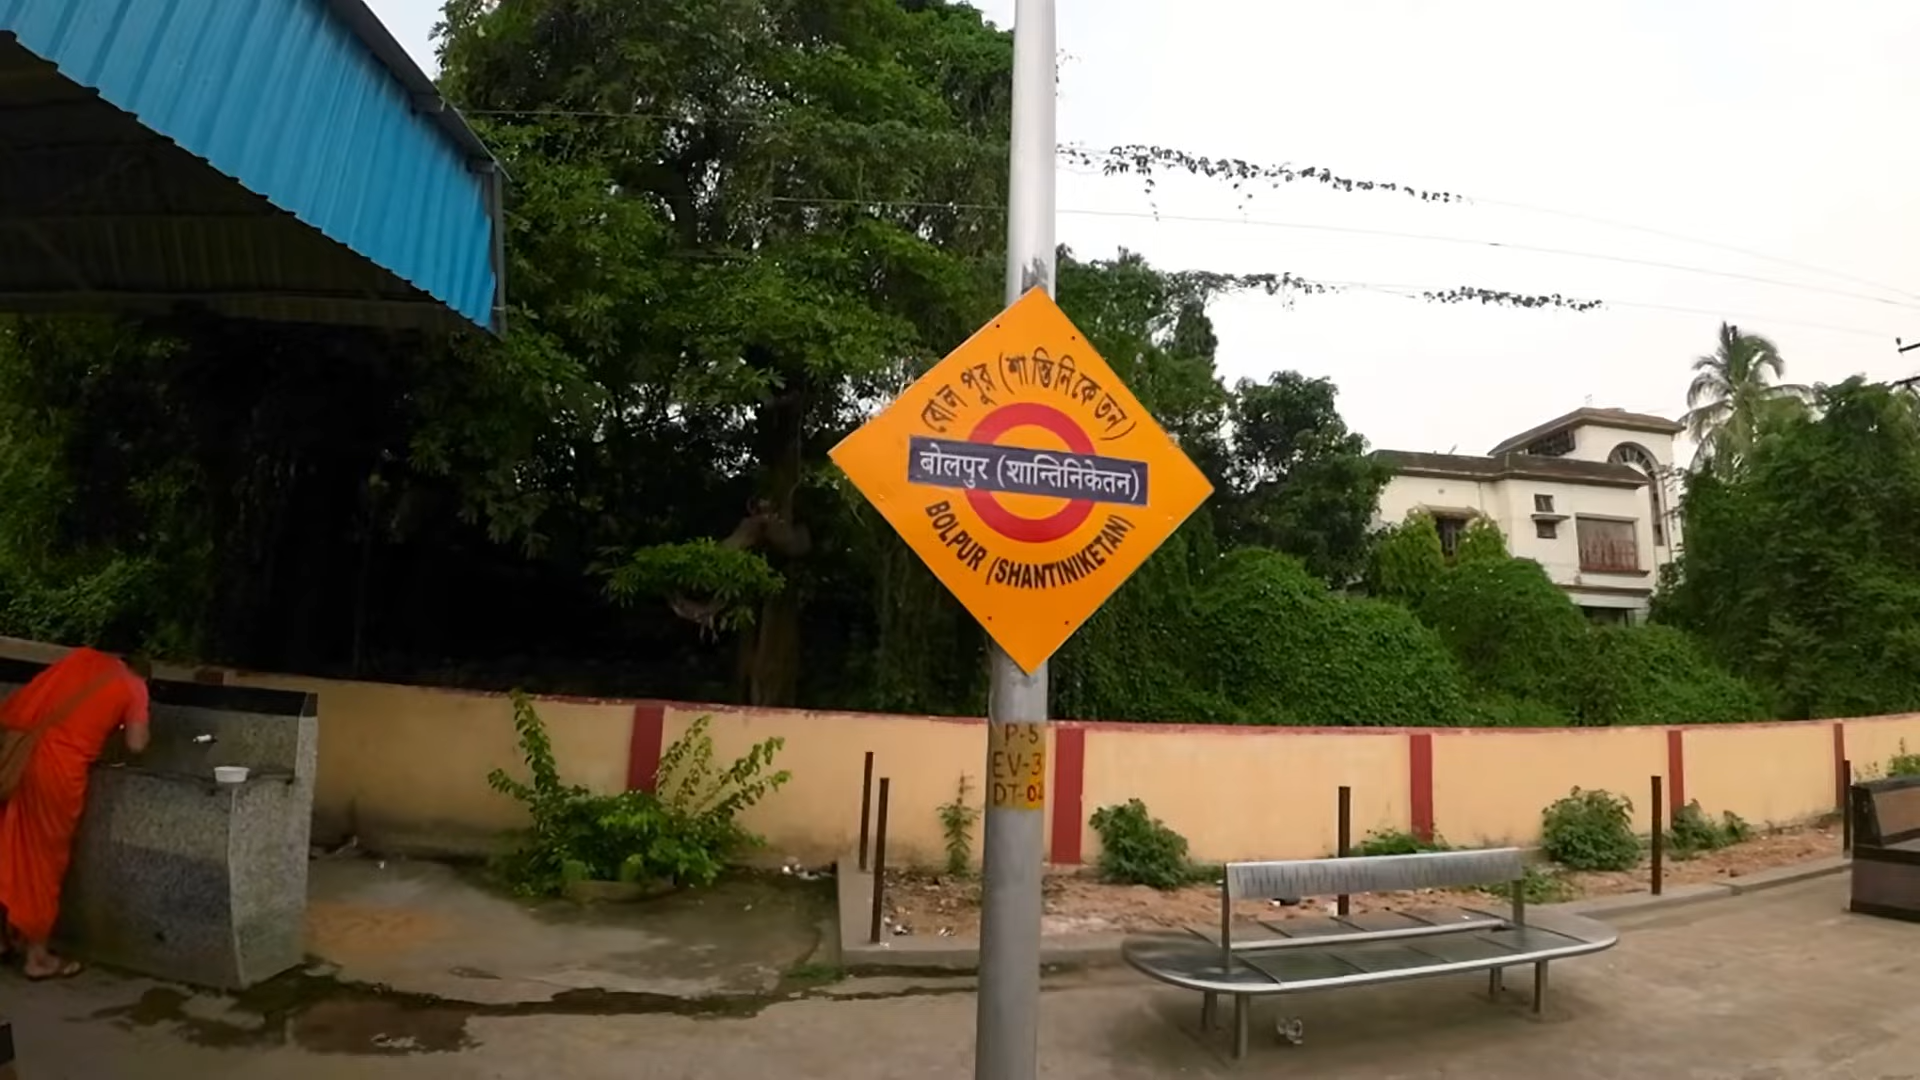 বোলপুর (শান্তিনিকেতন)
बोलपुर (शान्तिनिकेतन)
BOLPUR (SHANTINIKETAN)
P-5
EV-3
DT-02